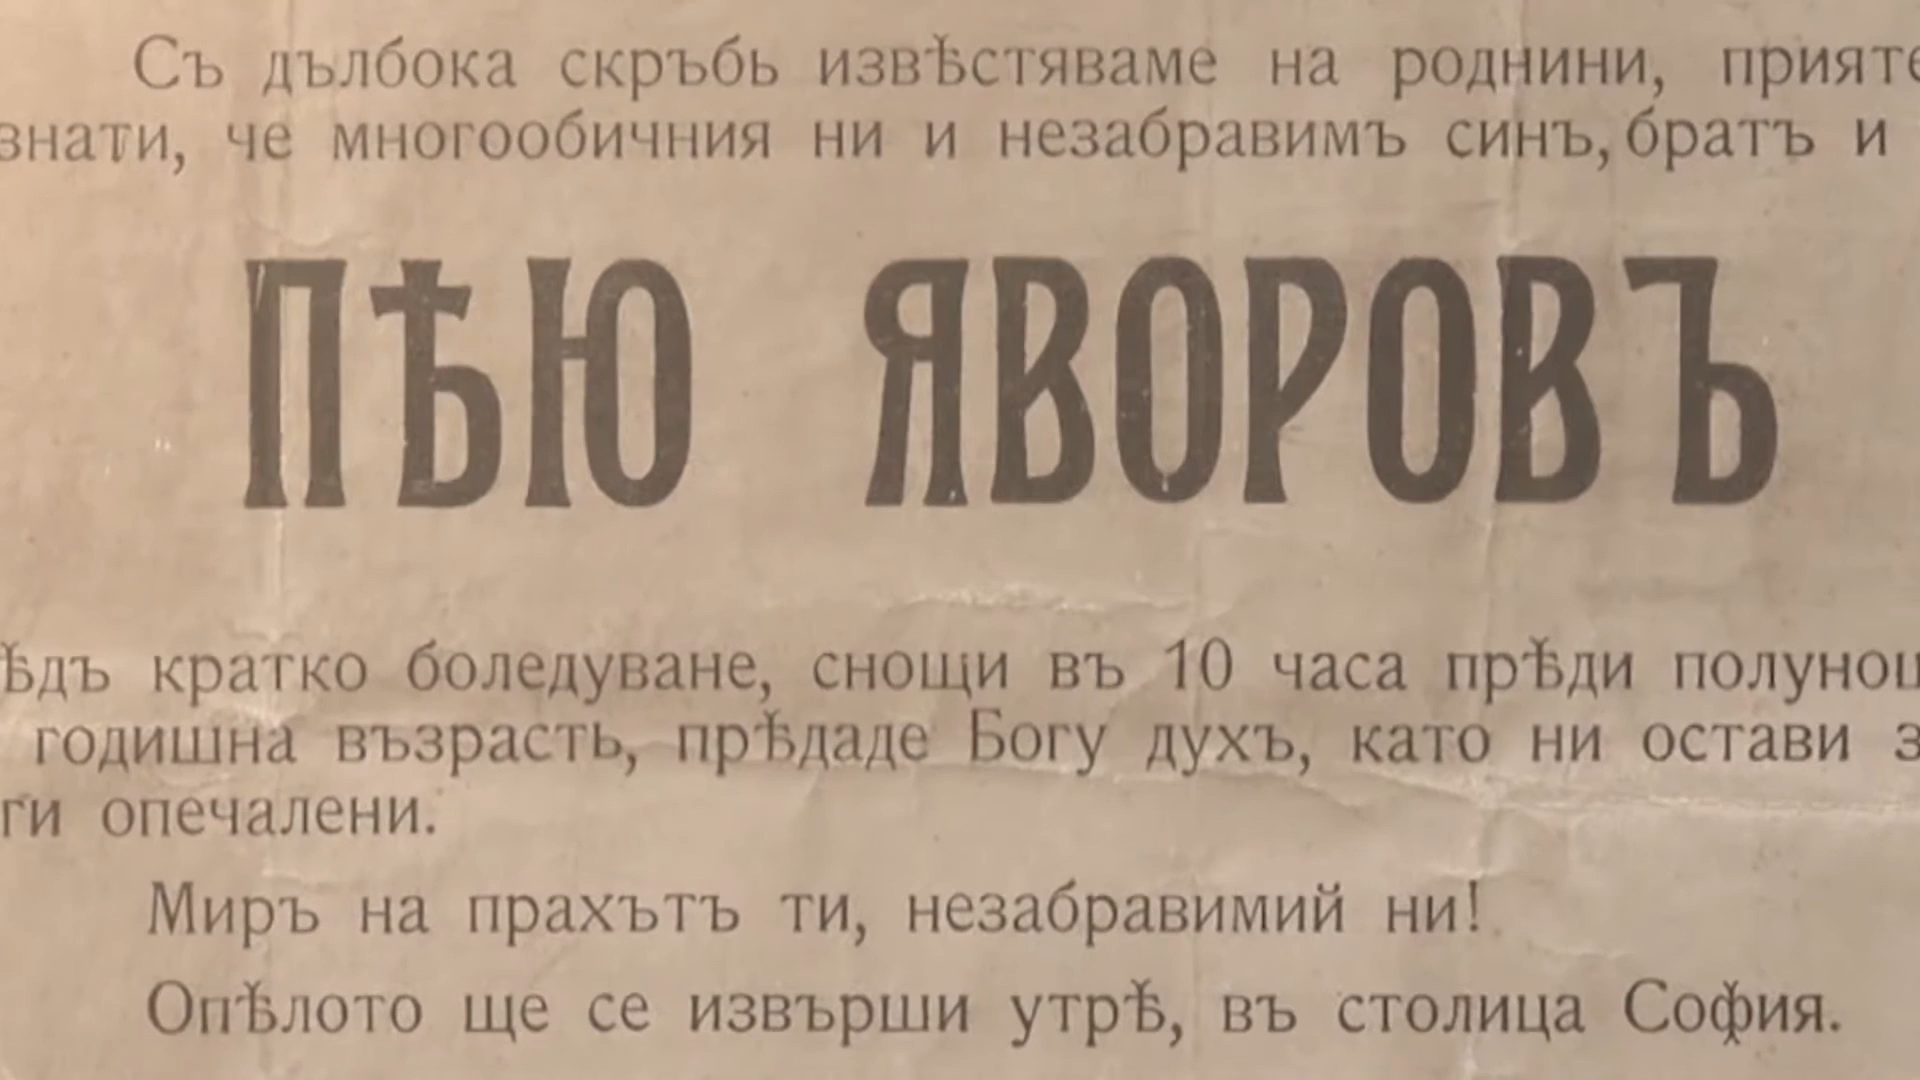 Съ дълбока скръбь извѣстяваме на роднини, прияте
знати, че многообичния ни и незабравимъ синъ, братъ и
ПѢЮ ЯВОРОВЪ
ѣдъ кратко боледуване, снощи въ 10 часа прѣди полунощ
годишна възрасть, прѣдаде Богу духъ, като ни остави з
ги опечалени.
Миръ на прахътъ ти, незабравимий ни!
Опѣлото ще се извърши утрѣ, въ столица София.